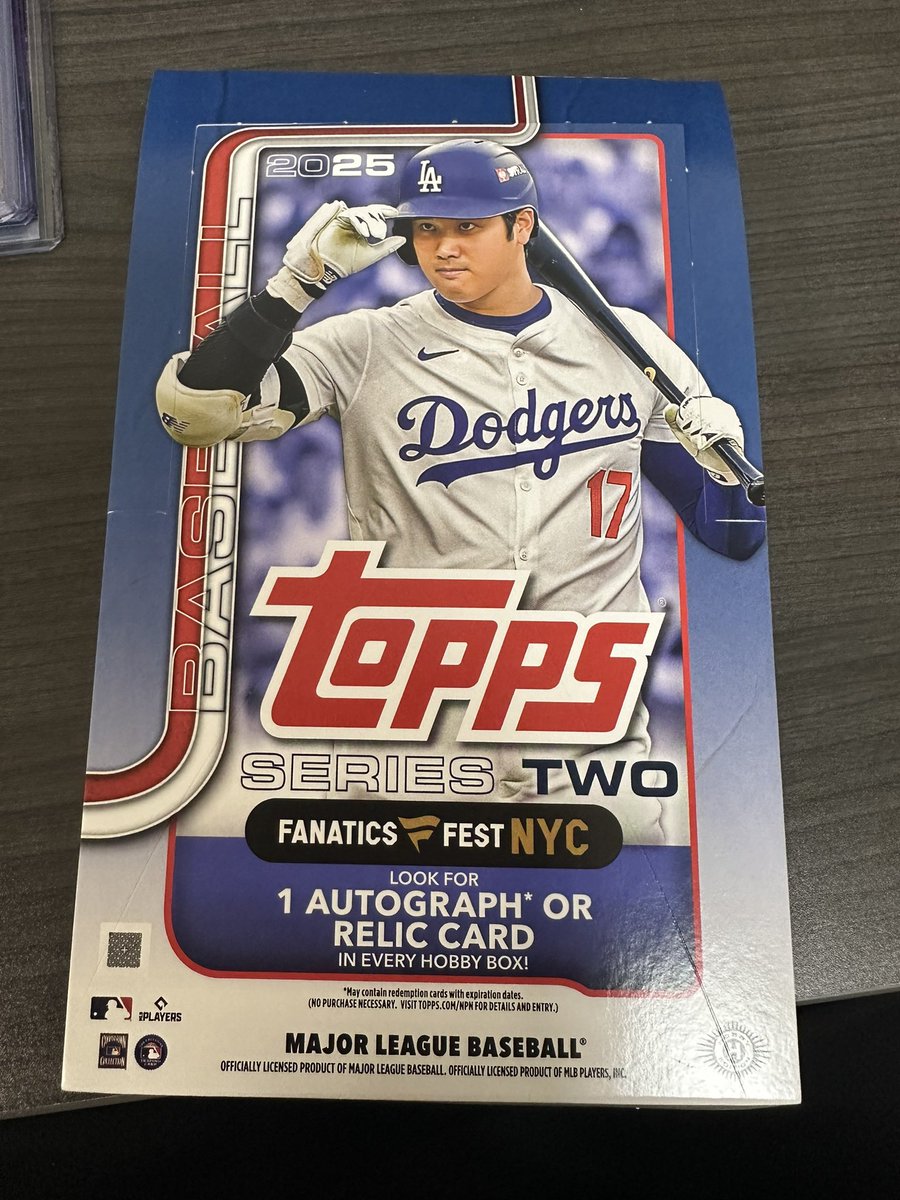 2025
LA
BASEBALL
BASEBALL
Dodgers
17
topps®
SERIES TWO
FANATICS FEST NYC
LOOK FOR
1 AUTOGRAPH* OR
RELIC CARD
IN EVERY HOBBY BOX!
*May contain redemption cards with expiration dates.
(NO PURCHASE NECESSARY. VISIT TOPPS.COM/NPN FOR DETAILS AND ENTRY.)
PLAYERS
MAJOR LEAGUE BASEBALL®
OFFICIALLY LICENSED PRODUCT OF MAJOR LEAGUE BASEBALL. OFFICIALLY LICENSED PRODUCT OF MLB PLAYERS, INC.